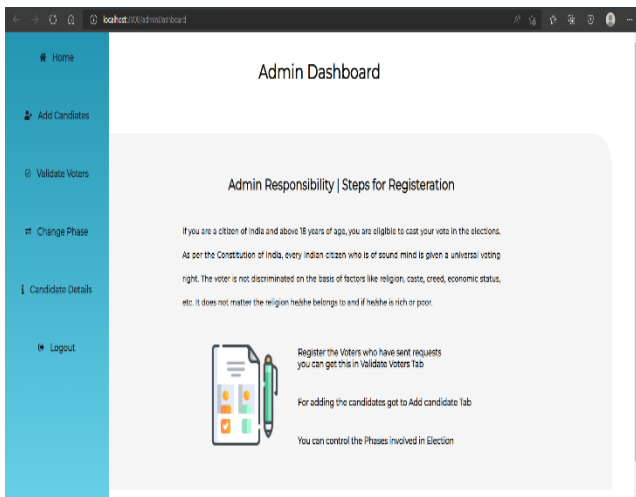 localhost:3000/adminDashboard
Home
Add Candiates
Validate Voters
Change Phase
Candidate Details
Logout
Admin Dashboard
Admin Responsibility | Steps for Registeration
If you are a citizen of India and above 18 years of age, you are eligible to cast your vote in the elections.
As per the Constitution of India, every Indian citizen who is of sound mind is given a universal voting
right. The voter is not discriminated on the basis of factors like religion, caste, creed, economic status,
etc. It does not matter the religion he/she belongs to and if he/she is rich or poor.
Register the Voters who have sent requests
you can get this in Validate Voters Tab
For adding the candidates got to Add candidate Tab
You can control the Phases involved in Election